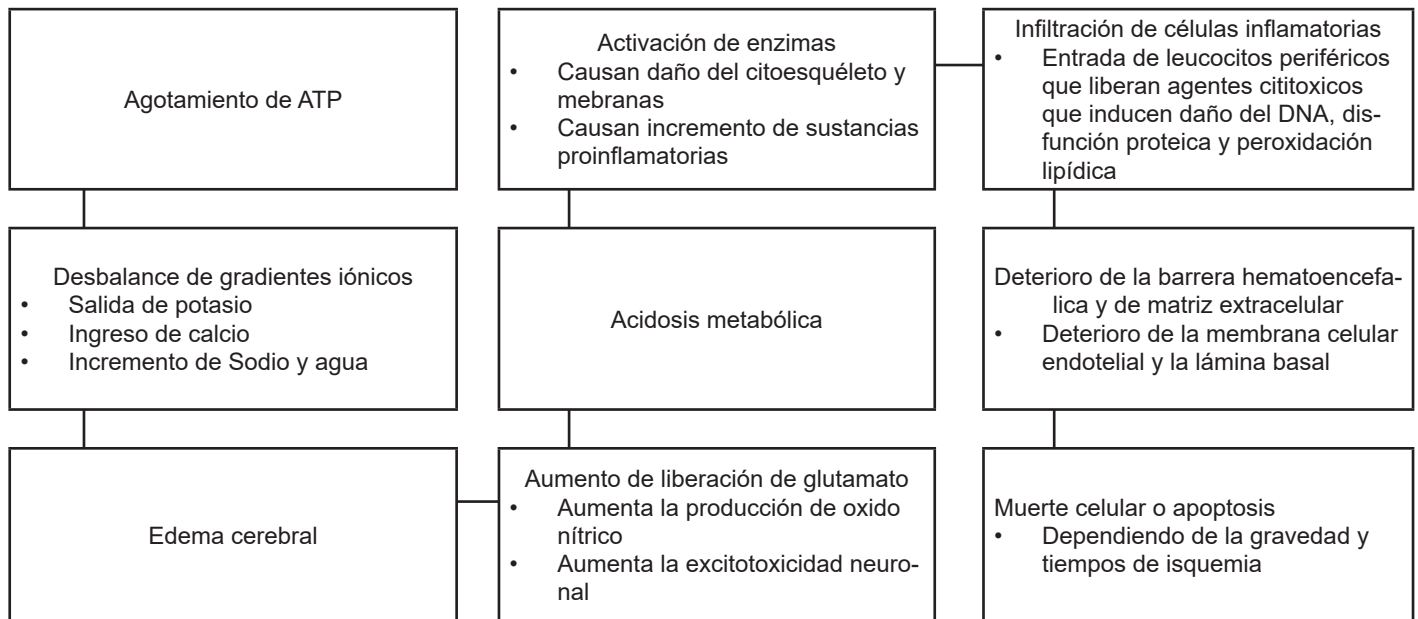 Agotamiento de ATP
Desbalance de gradientes iónicos
• Salida de potasio
• Ingreso de calcio
• Incremento de Sodio y agua
Edema cerebral
Aumento de liberación de glutamato
• Aumenta la producción de oxido
nítrico
• Aumenta la excitotoxicidad neuro-
nal
Acidosis metabólica
Activación de enzimas
• Causan daño del citoesquéleto y
mebranas
• Causan incremento de sustancias
proinflamatorias
Infiltración de células inflamatorias
• Entrada de leucocitos periféricos
que liberan agentes cititoxicos
que inducen daño del DNA, dis-
función proteica y peroxidación
lipídica
Deterioro de la barrera hematoencefa-
lica y de matriz extracelular
• Deterioro de la membrana celular
endotelial y la lámina basal
Muerte celular o apoptosis
• Dependiendo de la gravedad y
tiempos de isquemia